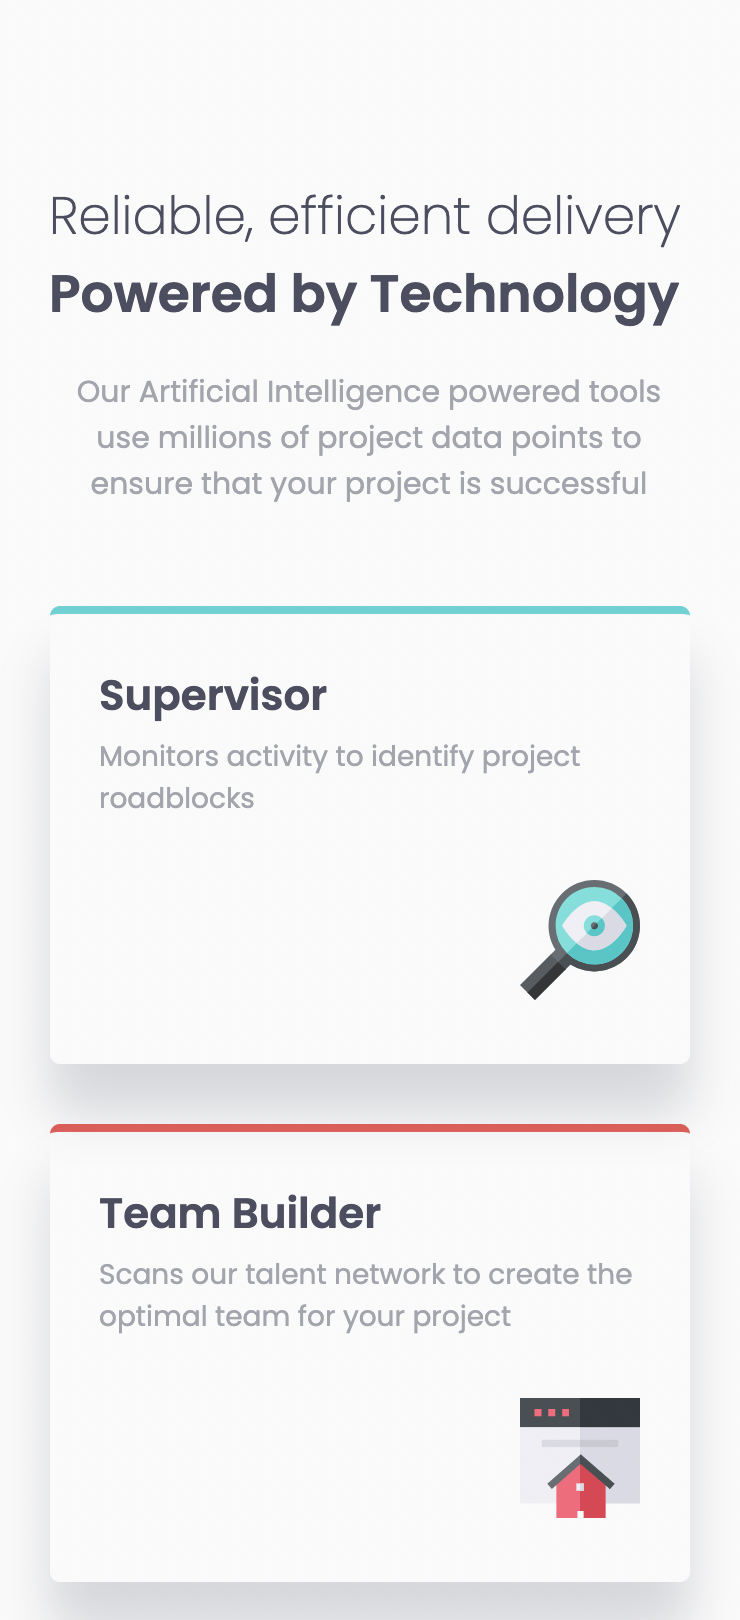 Reliable, efficient delivery
Powered by Technology
Our Artificial Intelligence powered tools
use millions of project data points to
ensure that your project is successful
Supervisor
Monitors activity to identify project
roadblocks
Team Builder
Scans our talent network to create the
optimal team for your project